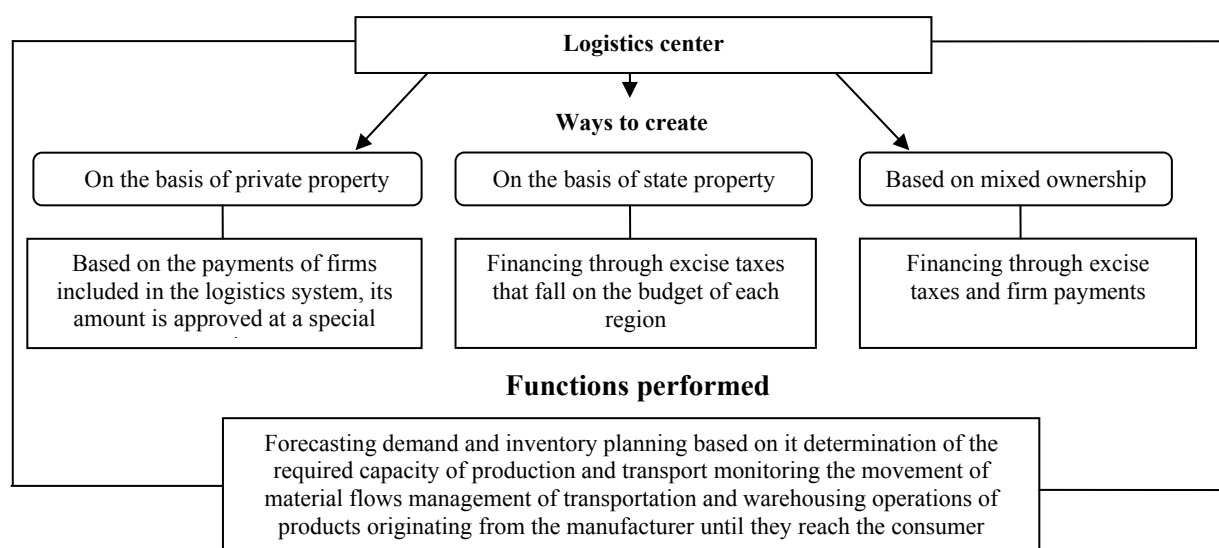 Logistics center
Ways to create
On the basis of private property
On the basis of state property
Based on mixed ownership
Based on the payments of firms
included in the logistics system, its
amount is approved at a special
Financing through excise taxes
that fall on the budget of each
region
Financing through excise
taxes and firm payments
Functions performed
Forecasting demand and inventory planning based on it determination of the
required capacity of production and transport monitoring the movement of
material flows management of transportation and warehousing operations of
products originating from the manufacturer until they reach the consumer